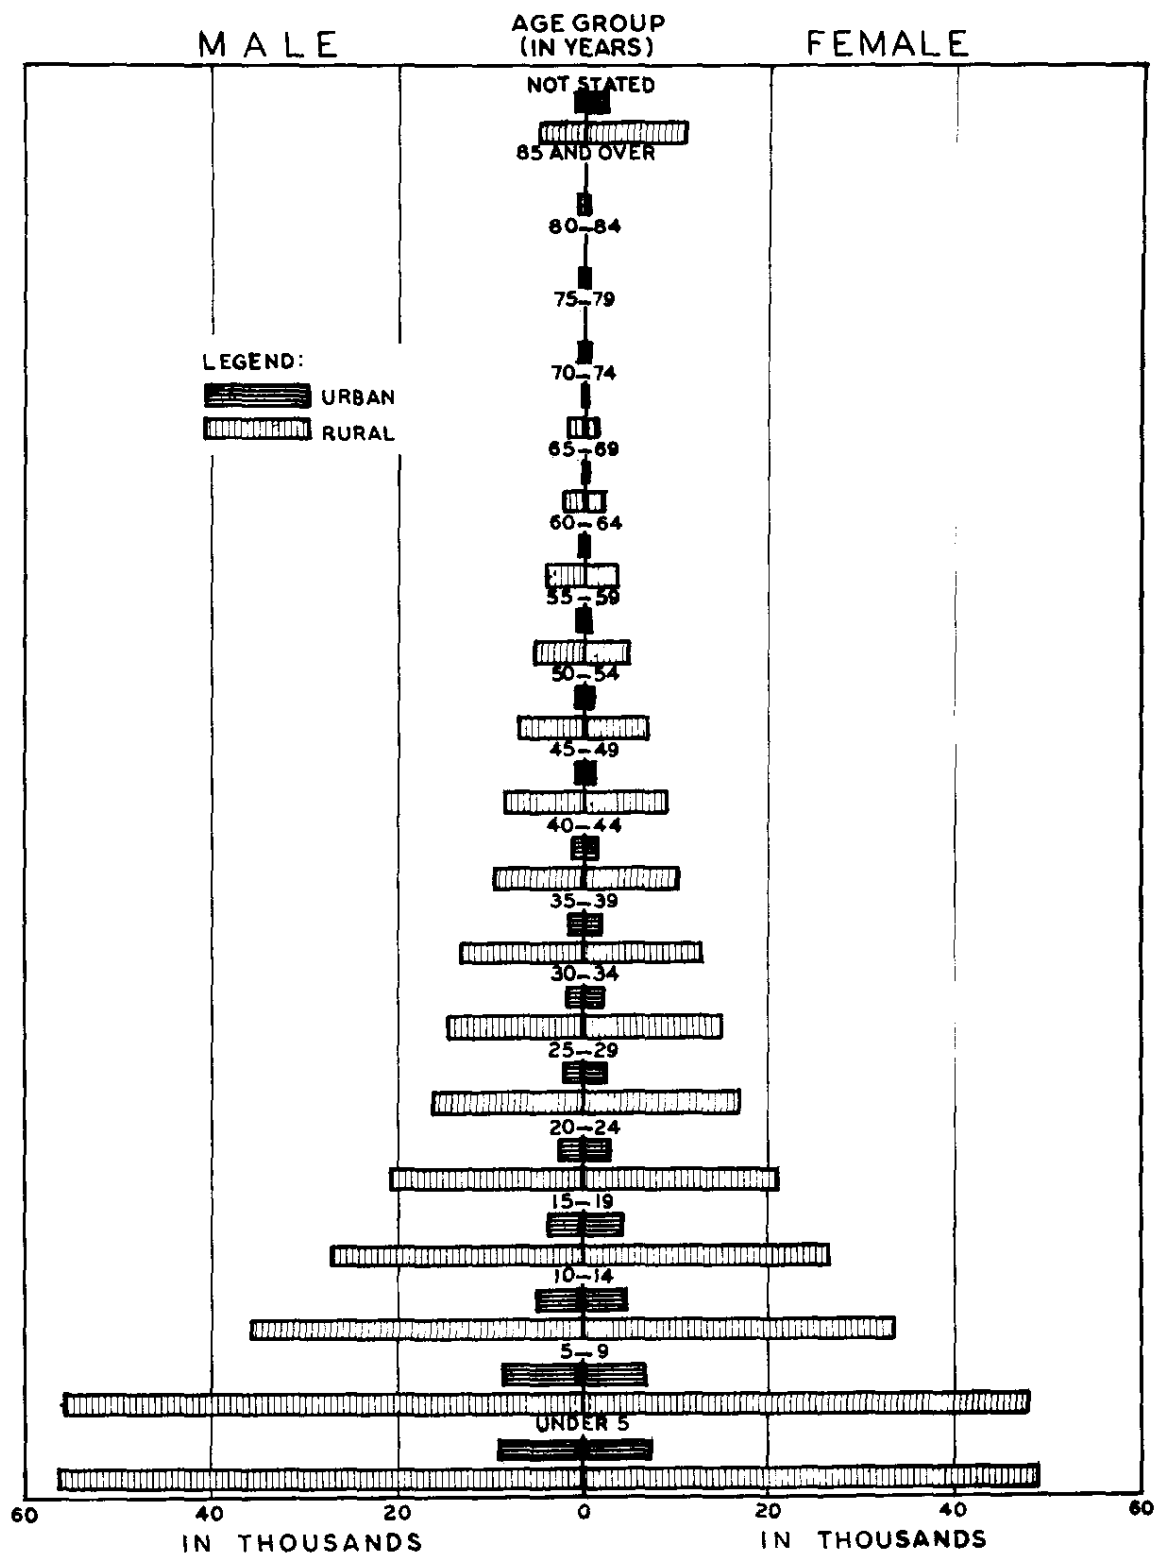 MALE
AGE GROUP
(IN YEARS)
FEMALE
NOT STATED
85 AND OVER
80-84
75-79
70-74
LEGEND:
URBAN
RURAL
65-69
60-64
55-59
50-54
45-49
40-44
35-39
30-34
25-29
20-24
15-19
10-14
5-9
UNDER 5
60 40 20 0 20 40 60
IN THOUSANDS IN THOUSANDS